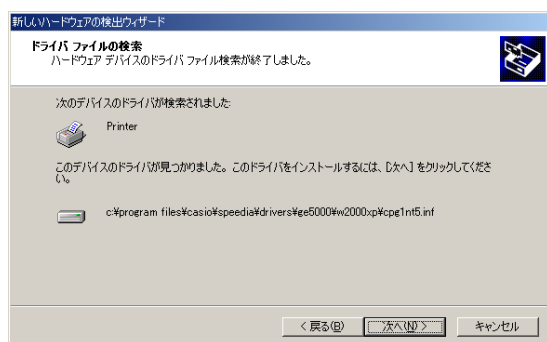 新しいハードウェアの検出ウィザード
ドライバ ファイルの検索
ハードウェア デバイスのドライバ ファイル検索が終了しました。
次のデバイスのドライバが検索されました:
Printer
このデバイスのドライバが見つかりました。このドライバをインストールするには、[次へ] をクリックしてくださ
い。
c:¥program files¥casio¥speedia¥drivers¥ge5000¥w2000xp¥cpg1nt5.inf
< 戻る(B)
次へ(N) >
キャンセル